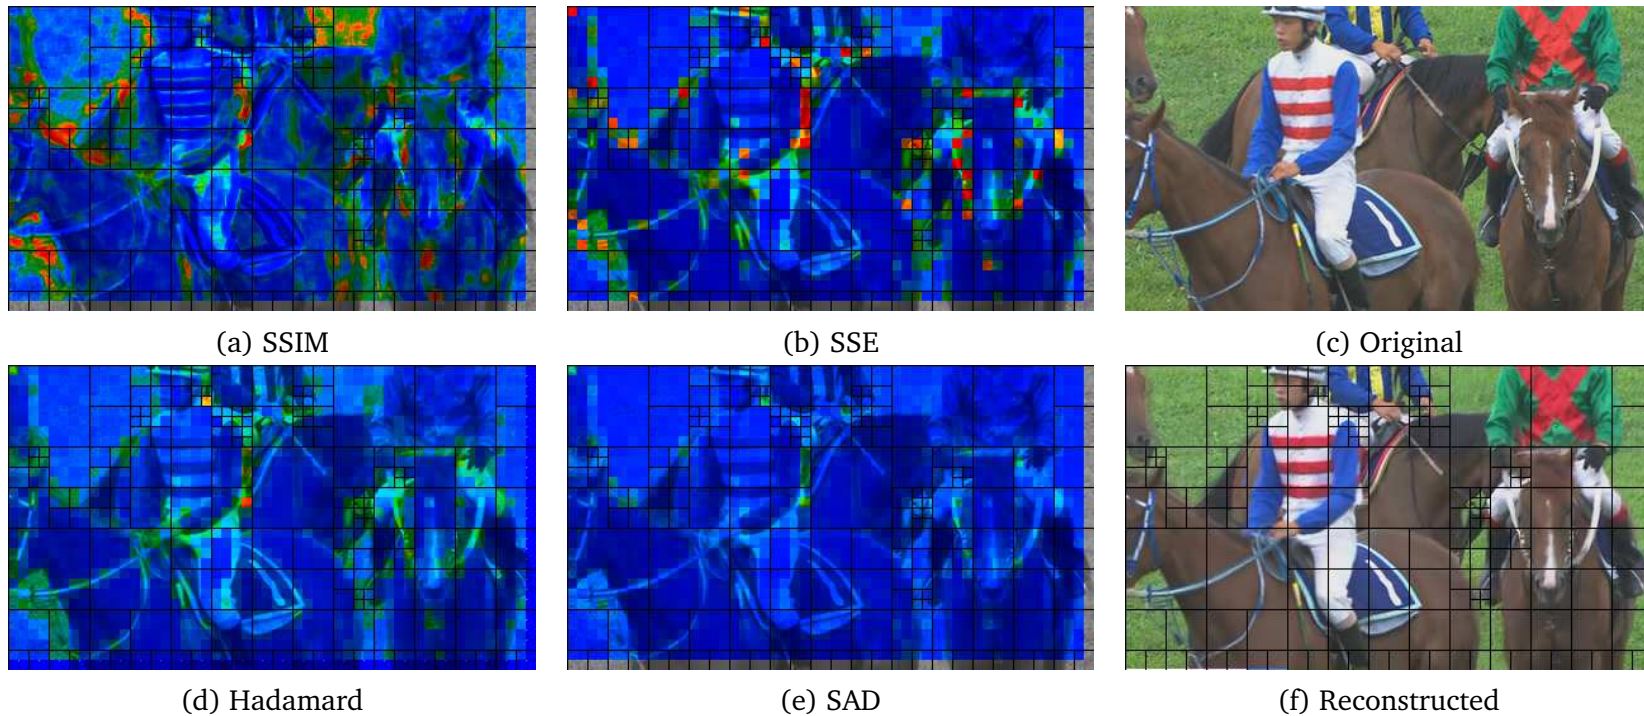 (a) SSIM
(b) SSE
(c) Original
(d) Hadamard
(e) SAD
(f) Reconstructed